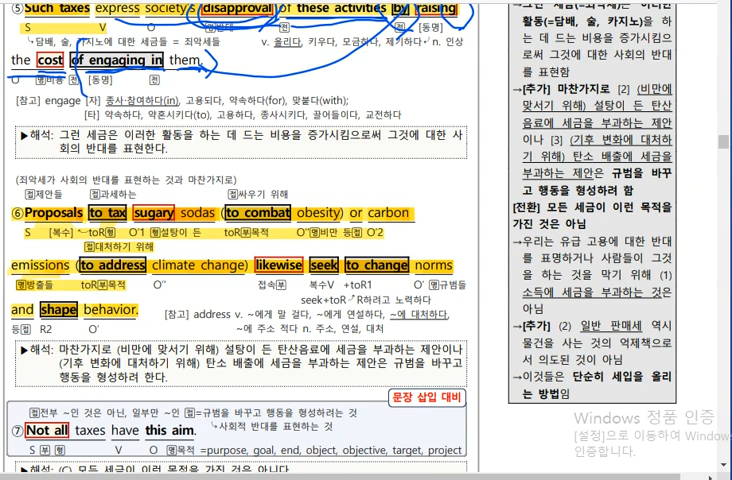 ⑤ Such taxes express society's disapproval of these activities by raising
S V O 전 전 [동명]
↳담배, 술, 카지노에 대한 세금들 = 죄악세들 v. 올리다, 키우다, 모금하다, 제기하다 n. 인상
the cost of engaging in them.
O 명비용 전 [동명] 전
[참고] engage [자] 종사·참여하다(in), 고용되다, 약속하다(for), 맞붙다(with);
[타] 약속하다, 약혼시키다(to), 고용하다, 종사시키다, 끌어들이다, 교전하다
▶해석: 그런 세금은 이러한 활동을 하는 데 드는 비용을 증가시킴으로써 그것에 대한 사
회의 반대를 표현한다.
(죄악세가 사회의 반대를 표현하는 것과 마찬가지로)
접제안들 접과세하는 접싸우기 위해
⑥ Proposals to tax sugary sodas (to combat obesity) or carbon
S [복수] toR형 O'1 형설탕이 든 toR부목적 O''명비만 등접 O'2
접대처하기 위해
emissions (to address climate change) likewise seek to change norms
명방출들 toR부목적 O'' 접속부 복수V +toR1 O' 명규범들
seek+toR R하려고 노력하다
and shape behavior.
등접 R2 O'
[참고] address v. ~에게 말 걸다, ~에게 연설하다, ~에 대처하다,
~에 주소 적다 n. 주소, 연설, 대처
▶해석: 마찬가지로 (비만에 맞서기 위해) 설탕이 든 탄산음료에 세금을 부과하는 제안이나
(기후 변화에 대처하기 위해) 탄소 배출에 세금을 부과하는 제안은 규범을 바꾸고
행동을 형성하려 한다.
문장 삽입 대비
접전부 ~인 것은 아닌, 일부만 ~인 접=규범을 바꾸고 행동을 형성하려는 것
⑦ Not all taxes have this aim. ↳사회적 반대를 표현하는 것
S 부 형 V O 명목적 =purpose, goal, end, object, objective, target, project
▶해석: (C) 모든 세금이 이런 목적을 가진 것은 아니다.
활동(=담배, 술, 카지노)을 하
는 데 드는 비용을 증가시킴으
로써 그것에 대한 사회의 반대
를 표현함
→[추가] 마찬가지로 [2] (비만에
맞서기 위해) 설탕이 든 탄산
음료에 세금을 부과하는 제안
이나 [3] (기후 변화에 대처하
기 위해) 탄소 배출에 세금을
부과하는 제안은 규범을 바꾸
고 행동을 형성하려 함
[전환] 모든 세금이 이런 목적을
가진 것은 아님
→우리는 유급 고용에 대한 반대
를 표명하거나 사람들이 그것
을 하는 것을 막기 위해 (1)
소득에 세금을 부과하는 것은
아님
→[추가] (2) 일반 판매세 역시
물건을 사는 것의 억제책으로
서 의도된 것이 아님
→이것들은 단순히 세입을 올리
는 방법임
Windows 정품 인증
[설정]으로 이동하여 Windows
인증합니다.